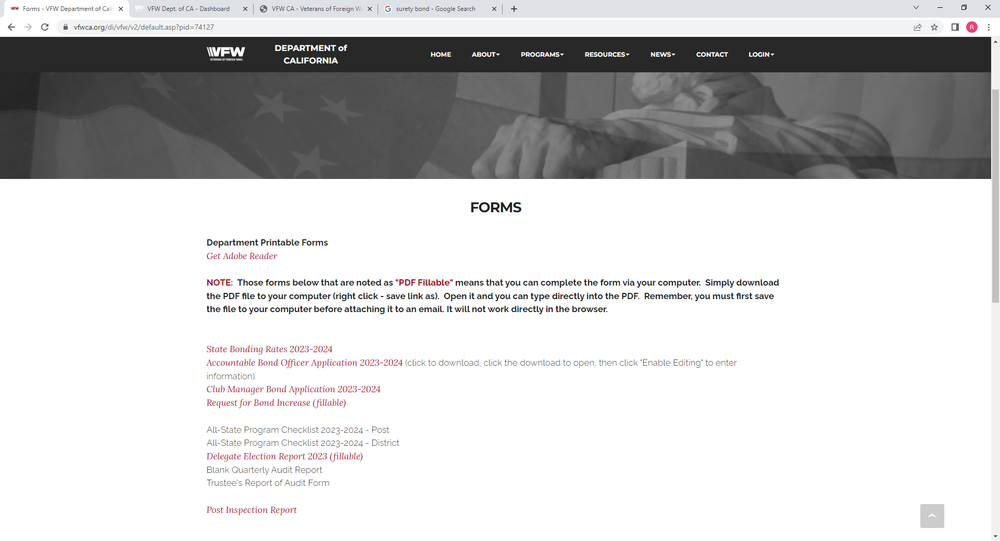 Forms - VFW Department of Cali
VFW Dept. of CA - Dashboard
VFW CA - Veterans of Foreign W
surety bond - Google Search
vfwca.org/di/vfw/v2/default.asp?pid=74127
R
VFW
VETERANS OF FOREIGN WARS.
DEPARTMENT of
CALIFORNIA
HOME
ABOUT
PROGRAMS
RESOURCES
NEWS
CONTACT
LOGIN
FORMS
Department Printable Forms
Get Adobe Reader
NOTE:  Those forms below that are noted as "PDF Fillable" means that you can complete the form via your computer.  Simply download
the PDF file to your computer (right click - save link as).  Open it and you can type directly into the PDF.  Remember, you must first save
the file to your computer before attaching it to an email. It will not work directly in the browser.
State Bonding Rates 2023-2024
Accountable Bond Officer Application 2023-2024 (click to download, click the download to open, then click "Enable Editing" to enter
information).
Club Manager Bond Application 2023-2024
Request for Bond Increase (fillable)
All-State Program Checklist 2023-2024 - Post
All-State Program Checklist 2023-2024 - District
Delegate Election Report 2023 (fillable)
Blank Quarterly Audit Report
Trustee's Report of Audit Form
Post Inspection Report